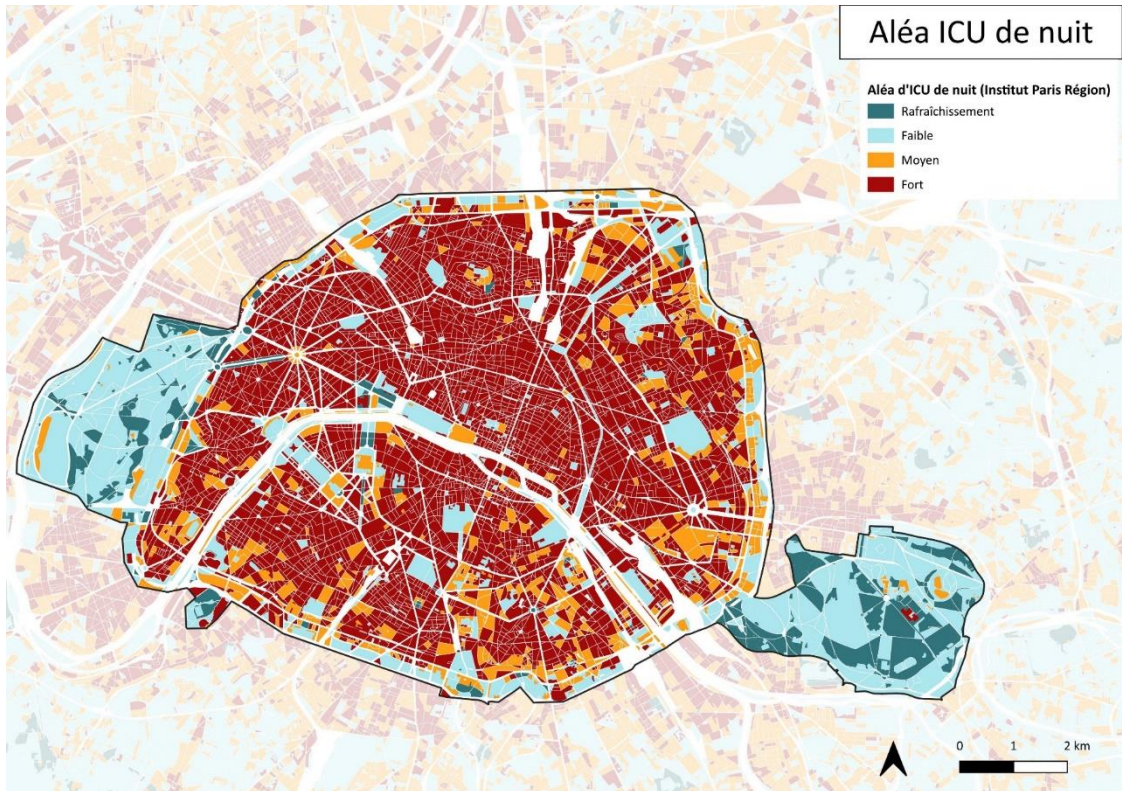 Aléa ICU de nuit
Aléa d'ICU de nuit (Institut Paris Région)
Rafraîchissement
Faible
Moyen
Fort
0 1 2 km